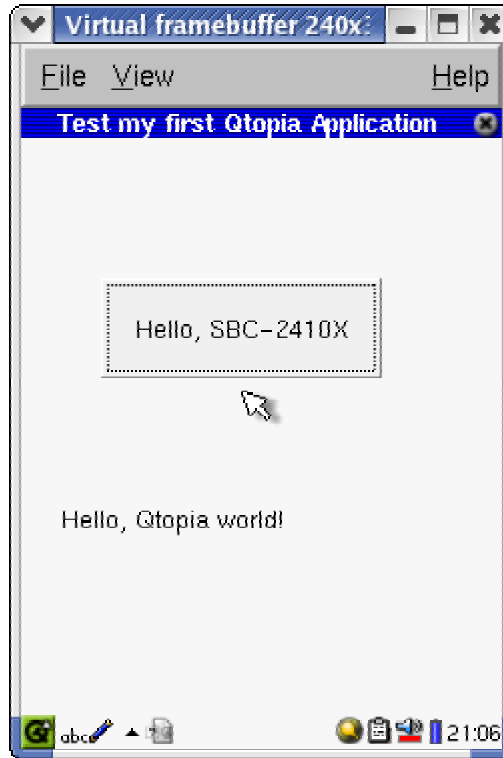 Virtual framebuffer 240x
File View Help
Test my first Qtopia Application
Hello, SBC-2410X
Hello, Qtopia world!
abc 21:06